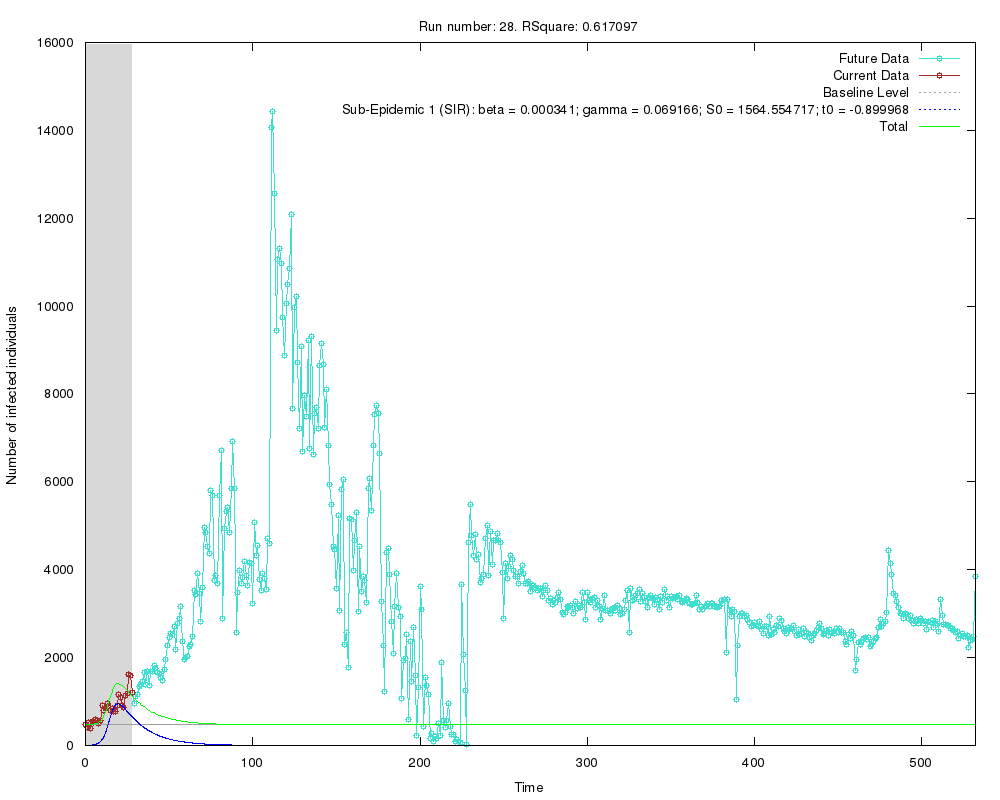 Run number: 28. RSquare: 0.617097
16000
14000
12000
10000
8000
6000
4000
2000
0
Number of infected individuals
Future Data
Current Data
Baseline Level
Sub-Epidemic 1 (SIR): beta = 0.000341; gamma = 0.069166; S0 = 1564.554717; t0 = -0.899968
Total
0 100 200 300 400 500
Time